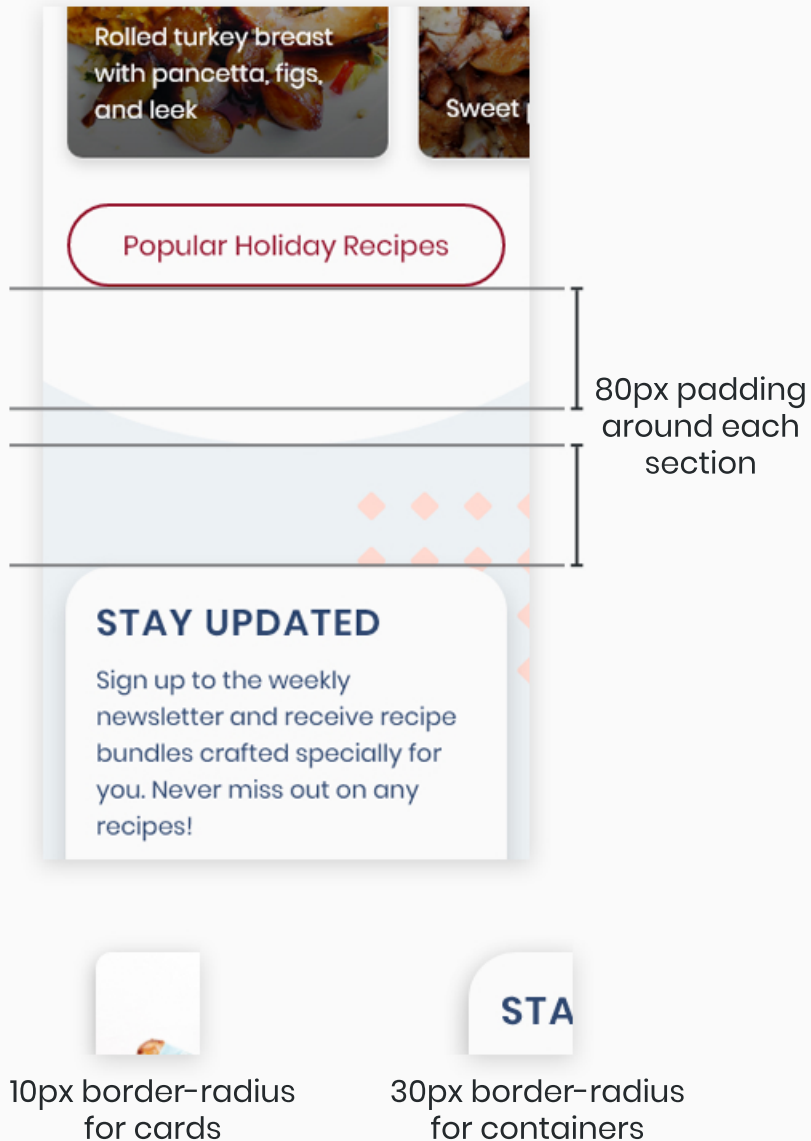 Rolled turkey breast
with pancetta, figs,
and leek
Sweet
Popular Holiday Recipes
80px padding
around each
section
STAY UPDATED
Sign up to the weekly
newsletter and receive recipe
bundles crafted specially for
you. Never miss out on any
recipes!
STA
10px border-radius
for cards
30px border-radius
for containers